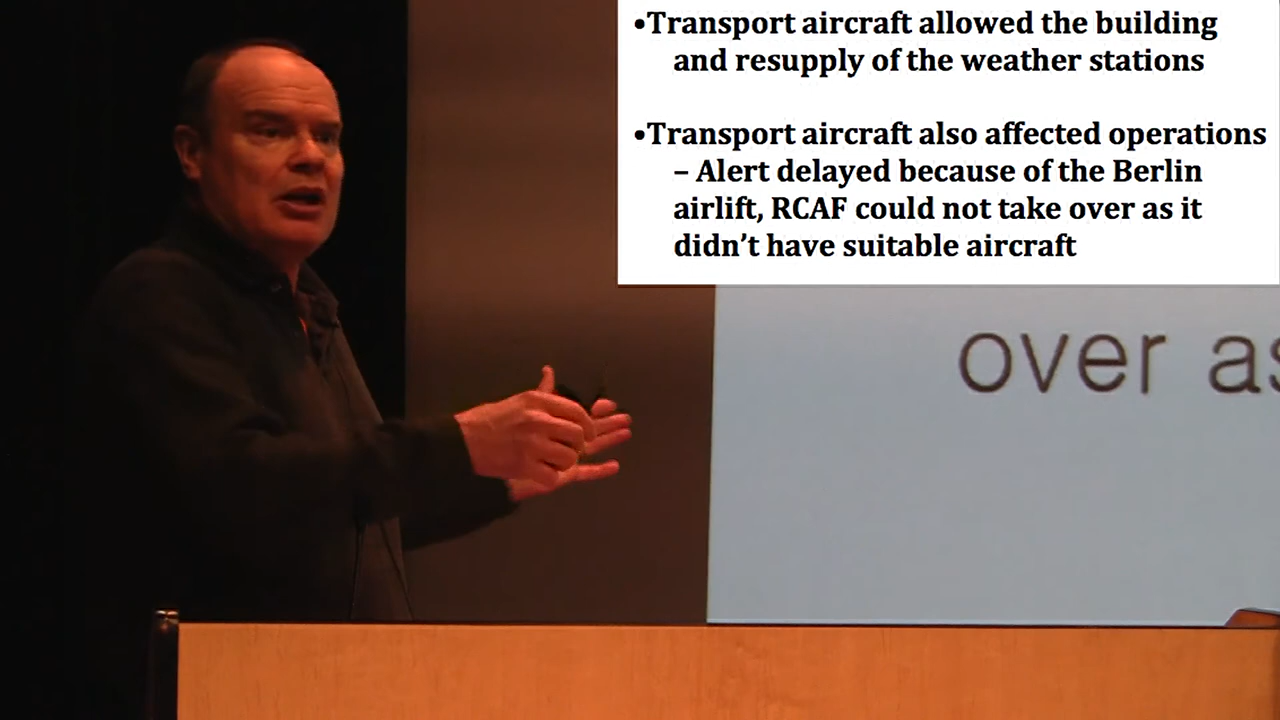 •Transport aircraft allowed the building
and resupply of the weather stations
•Transport aircraft also affected operations
– Alert delayed because of the Berlin
airlift, RCAF could not take over as it
didn’t have suitable aircraft
over as